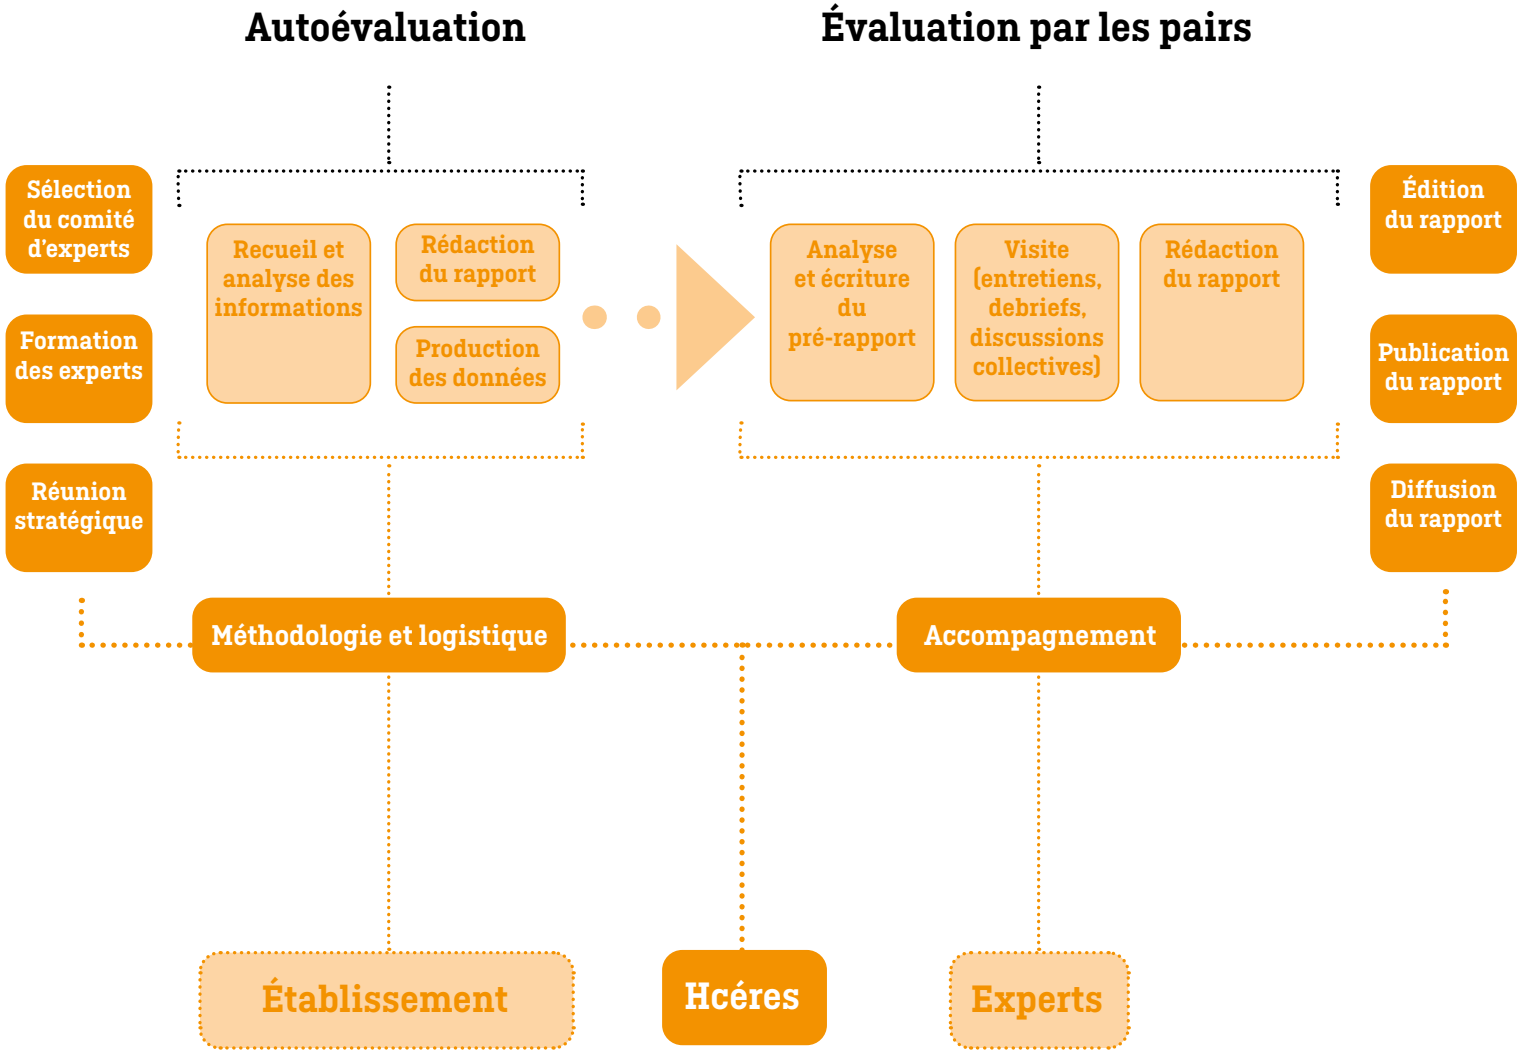 Autoévaluation
Évaluation par les pairs
Sélection
du comité
d'experts
Formation
des experts
Réunion
stratégique
Recueil et
analyse des
informations
Rédaction
du rapport
Production
des données
Analyse
et écriture
du
pré-rapport
Visite
(entretiens,
debriefs,
discussions
collectives)
Rédaction
du rapport
Édition
du rapport
Publication
du rapport
Diffusion
du rapport
Méthodologie et logistique
Accompagnement
Établissement
Hcéres
Experts